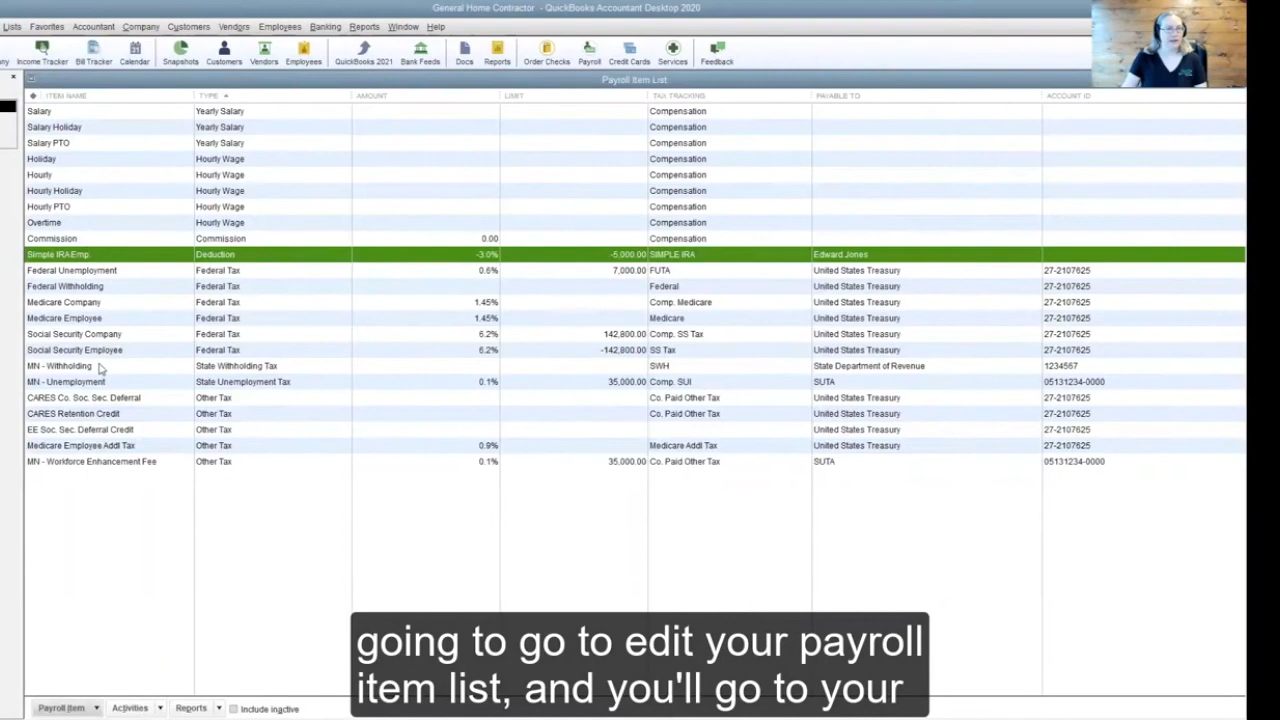 General Home Contractor - QuickBooks Accountant Desktop 2020
Lists Favorites Accountant Company Customers Vendors Employees Banking Reports Window Help
Income Tracker Bill Tracker Calendar Snapshots Customers Vendors Employees QuickBooks 2021 Bank Feeds Docs Reports Order Checks Payroll Credit Cards Services Feedback
Payroll Item List
ITEM NAME TYPE AMOUNT LIMIT TAX TRACKING PAYABLE TO ACCOUNT ID
Salary Yearly Salary Compensation
Salary Holiday Yearly Salary Compensation
Salary PTO Yearly Salary Compensation
Holiday Hourly Wage Compensation
Hourly Hourly Wage Compensation
Hourly Holiday Hourly Wage Compensation
Hourly PTO Hourly Wage Compensation
Overtime Hourly Wage Compensation
Commission Commission 0.00 Compensation
Simple IRA Emp. Deduction -3.0% -5,000.00 SIMPLE IRA Edward Jones
Federal Unemployment Federal Tax 0.6% 7,000.00 FUTA United States Treasury 27-2107625
Federal Withholding Federal Tax Federal United States Treasury 27-2107625
Medicare Company Federal Tax 1.45% Comp. Medicare United States Treasury 27-2107625
Medicare Employee Federal Tax 1.45% Medicare United States Treasury 27-2107625
Social Security Company Federal Tax 6.2% 142,800.00 Comp. SS Tax United States Treasury 27-2107625
Social Security Employee Federal Tax 6.2% -142,800.00 SS Tax United States Treasury 27-2107625
MN - Withholding State Withholding Tax SWH State Department of Revenue 1234567
MN - Unemployment State Unemployment Tax 0.1% 35,000.00 Comp. SUI SUTA 05131234-0000
CARES Co. Soc. Sec. Deferral Other Tax Co. Paid Other Tax United States Treasury 27-2107625
CARES Retention Credit Other Tax Co. Paid Other Tax United States Treasury 27-2107625
EE Soc. Sec. Deferral Credit Other Tax United States Treasury 27-2107625
Medicare Employee Addl Tax Other Tax 0.9% Medicare Addl Tax United States Treasury 27-2107625
MN - Workforce Enhancement Fee Other Tax 0.1% 35,000.00 Co. Paid Other Tax SUTA 05131234-0000
going to go to edit your payroll
item list, and you'll go to your
Payroll Item Activities Reports Include inactive